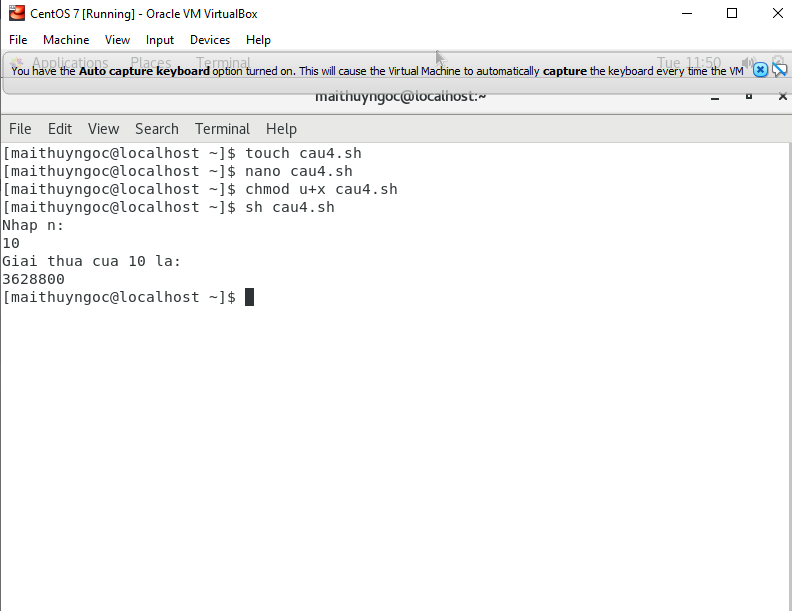 CentOS 7 [Running] - Oracle VM VirtualBox
File Machine View Input Devices Help
Applications Places Terminal Tue 11:50
You have the Auto capture keyboard option turned on. This will cause the Virtual Machine to automatically capture the keyboard every time the VM
maithuyngoc@localhost:~
File Edit View Search Terminal Help
[maithuyngoc@localhost ~]$ touch cau4.sh
[maithuyngoc@localhost ~]$ nano cau4.sh
[maithuyngoc@localhost ~]$ chmod u+x cau4.sh
[maithuyngoc@localhost ~]$ sh cau4.sh
Nhap n:
10
Giai thua cua 10 la:
3628800
[maithuyngoc@localhost ~]$